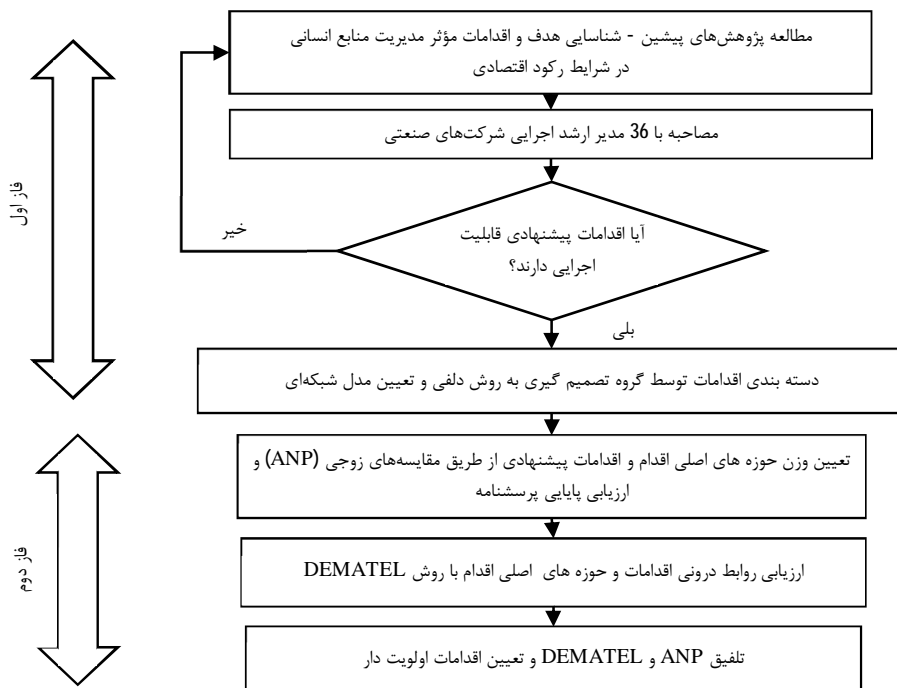 مطالعه پژوهش‌های پیشین - شناسایی هدف و اقدامات مؤثر مدیریت منابع انسانی
در شرایط رکود اقتصادی
مصاحبه با 36 مدیر ارشد اجرایی شرکت‌های صنعتی
آیا اقدامات پیشنهادی قابلیت
اجرایی دارند؟
خیر
بلی
دسته بندی اقدامات توسط گروه تصمیم گیری به روش دلفی و تعیین مدل شبکه‌ای
فاز اول
تعیین وزن حوزه های اصلی اقدام و اقدامات پیشنهادی از طریق مقایسه‌های زوجی (ANP) و
ارزیابی پایایی پرسشنامه
ارزیابی روابط درونی اقدامات و حوزه های اصلی اقدام با روش DEMATEL
تلفیق ANP و DEMATEL و تعیین اقدامات اولویت دار
فاز دوم